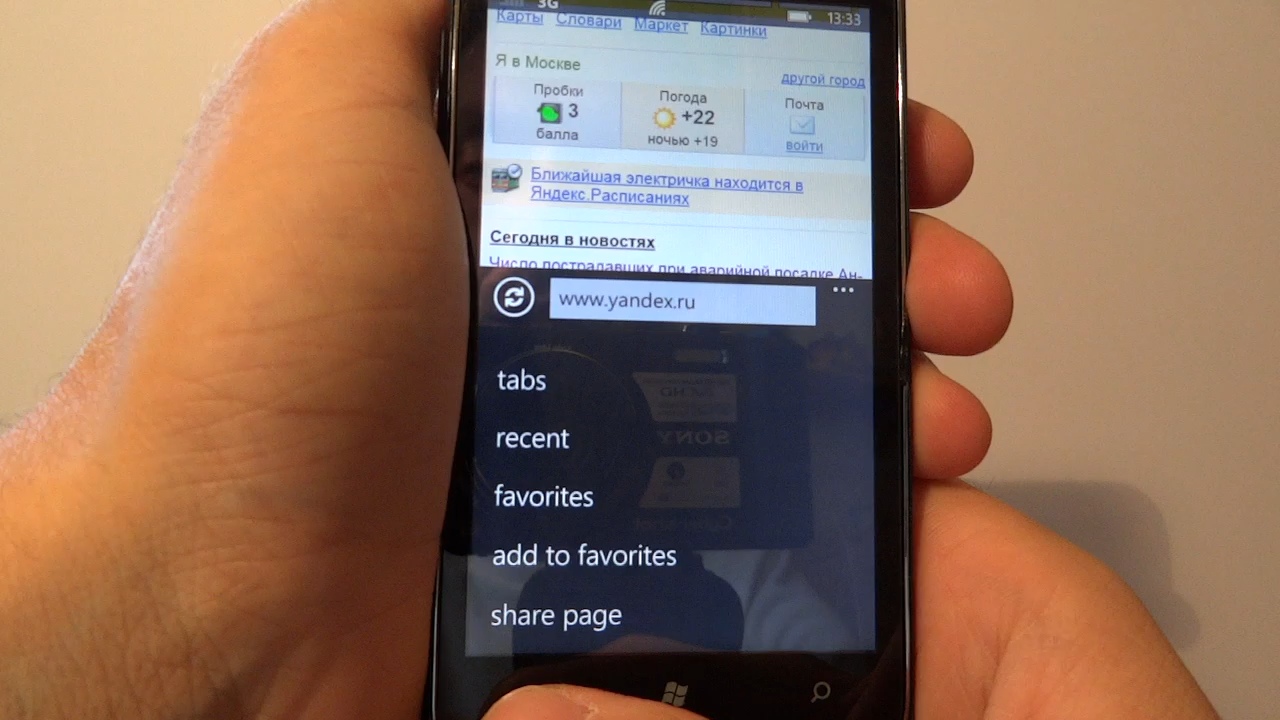 3G 13:33
Карты Словари Маркет Картинки
Я в Москве
другой город
Пробки
3
балла
Погода
+22
ночью +19
Почта
войти
Ближайшая электричка находится в
Яндекс.Расписаниях
Сегодня в новостях
Число пострадавших при аварийной посадке Ан-
www.yandex.ru
tabs
recent
favorites
add to favorites
share page
SONY